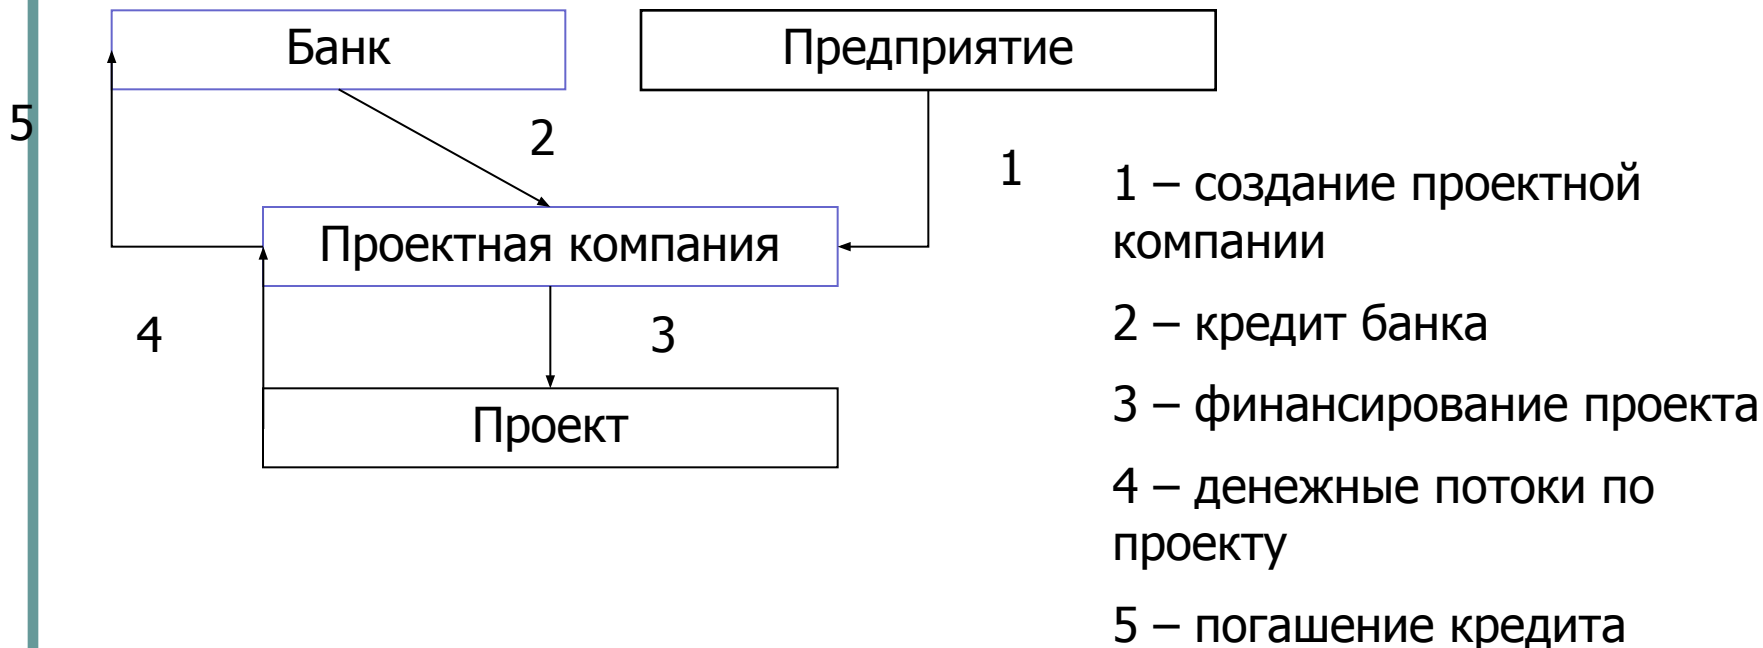 Банк
Предприятие
5
2
1
Проектная компания
4
3
Проект
1 – создание проектной
компании
2 – кредит банка
3 – финансирование проекта
4 – денежные потоки по
проекту
5 – погашение кредита